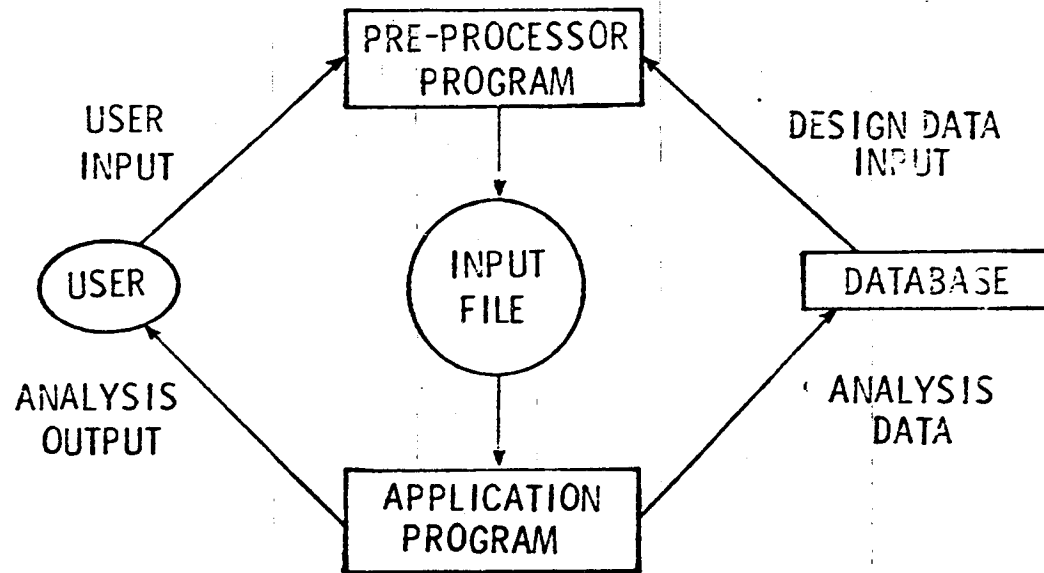 PRE-PROCESSOR
PROGRAM
USER
INPUT
DESIGN DATA
INPUT
USER
INPUT
FILE
DATABASE
ANALYSIS
OUTPUT
ANALYSIS
DATA
APPLICATION
PROGRAM